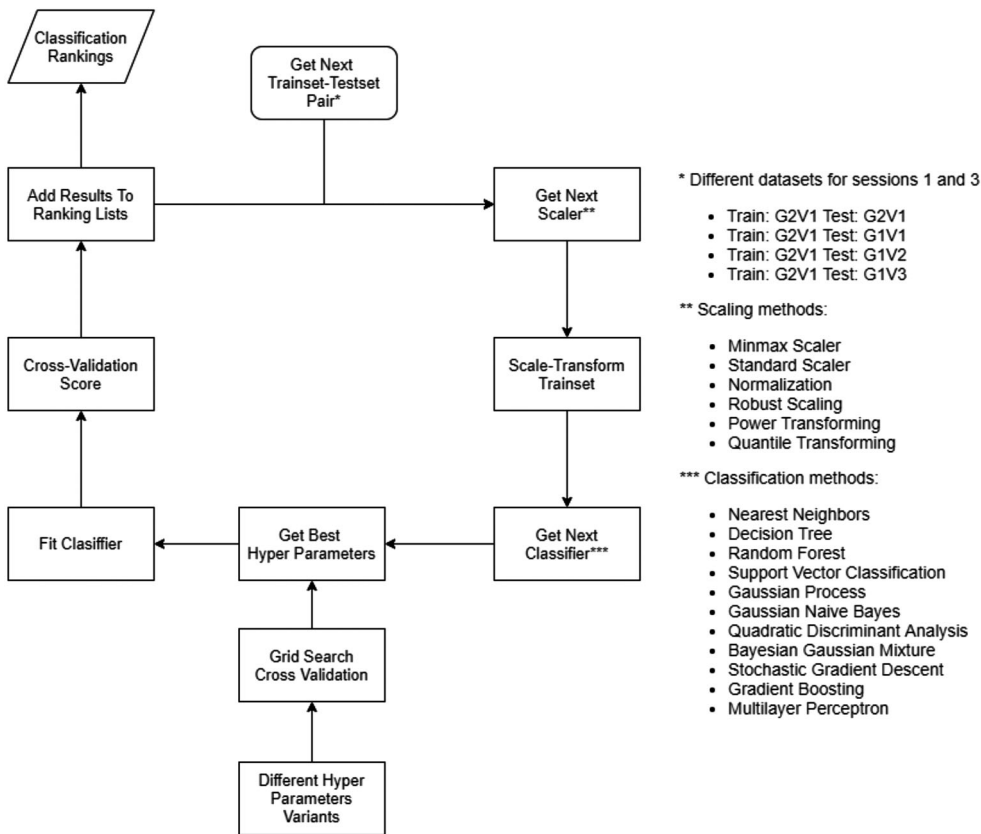 Classification
Rankings
Get Next
Trainset-Testset
Pair*
Add Results To
Ranking Lists
Get Next
Scaler**
Cross-Validation
Score
Scale-Transform
Trainset
Fit Clasiffier
Get Best
Hyper Parameters
Get Next
Classifier***
Grid Search
Cross Validation
Different Hyper
Parameters
Variants
* Different datasets for sessions 1 and 3
• Train: G2V1 Test: G2V1
• Train: G2V1 Test: G1V1
• Train: G2V1 Test: G1V2
• Train: G2V1 Test: G1V3
** Scaling methods:
• Minmax Scaler
• Standard Scaler
• Normalization
• Robust Scaling
• Power Transforming
• Quantile Transforming
*** Classification methods:
• Nearest Neighbors
• Decision Tree
• Random Forest
• Support Vector Classification
• Gaussian Process
• Gaussian Naive Bayes
• Quadratic Discriminant Analysis
• Bayesian Gaussian Mixture
• Stochastic Gradient Descent
• Gradient Boosting
• Multilayer Perceptron